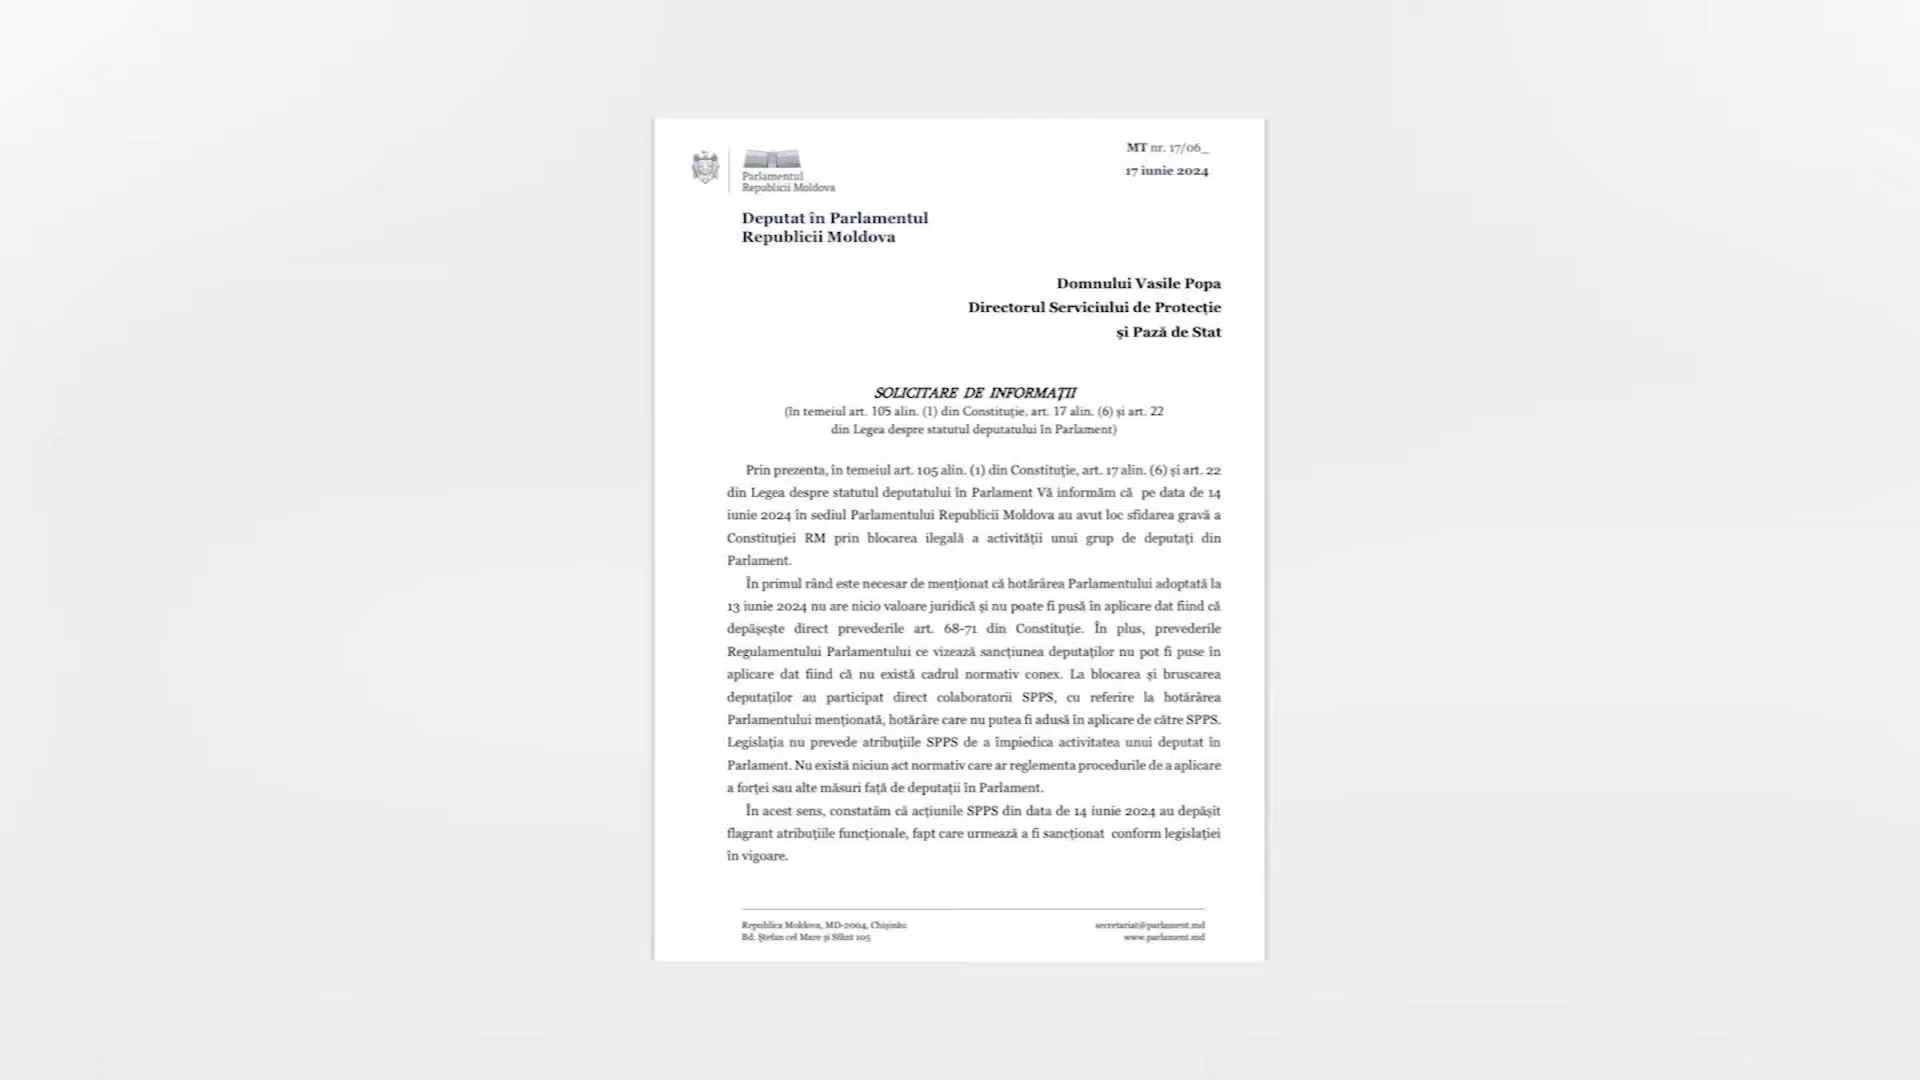 Parlamentul
Republicii Moldova
MT nr. 17/06_
17 iunie 2024
Deputat în Parlamentul
Republicii Moldova
Domnului Vasile Popa
Directorul Serviciului de Protecție
și Pază de Stat
SOLICITARE DE INFORMAȚII
(în temeiul art. 105 alin. (1) din Constituție, art. 17 alin. (6) și art. 22
din Legea despre statutul deputatului în Parlament)
Prin prezenta, în temeiul art. 105 alin. (1) din Constituție, art. 17 alin. (6) și art. 22
din Legea despre statutul deputatului în Parlament Vă informăm că pe data de 14
iunie 2024 în sediul Parlamentului Republicii Moldova au avut loc sfidarea gravă a
Constituției RM prin blocarea ilegală a activității unui grup de deputați din
Parlament.
În primul rând este necesar de menționat că hotărârea Parlamentului adoptată la
13 iunie 2024 nu are nicio valoare juridică și nu poate fi pusă în aplicare dat fiind că
depășește direct prevederile art. 68-71 din Constituție. În plus, prevederile
Regulamentului Parlamentului ce vizează sancțiunea deputaților nu pot fi puse în
aplicare dat fiind că nu există cadrul normativ conex. La blocarea și bruscarea
deputaților au participat direct colaboratorii SPPS, cu referire la hotărârea
Parlamentului menționată, hotărâre care nu putea fi adusă în aplicare de către SPPS.
Legislația nu prevede atribuțiile SPPS de a împiedica activitatea unui deputat în
Parlament. Nu există niciun act normativ care ar reglementa procedurile de a aplicare
a forței sau alte măsuri față de deputații în Parlament.
În acest sens, constatăm că acțiunile SPPS din data de 14 iunie 2024 au depășit
flagrant atribuțiile funcționale, fapt care urmează a fi sancționat conform legislației
în vigoare.
Republica Moldova, MD-2004, Chișinău
Bd. Ștefan cel Mare și Sfânt 105
secretariat@parlament.md
www.parlament.md